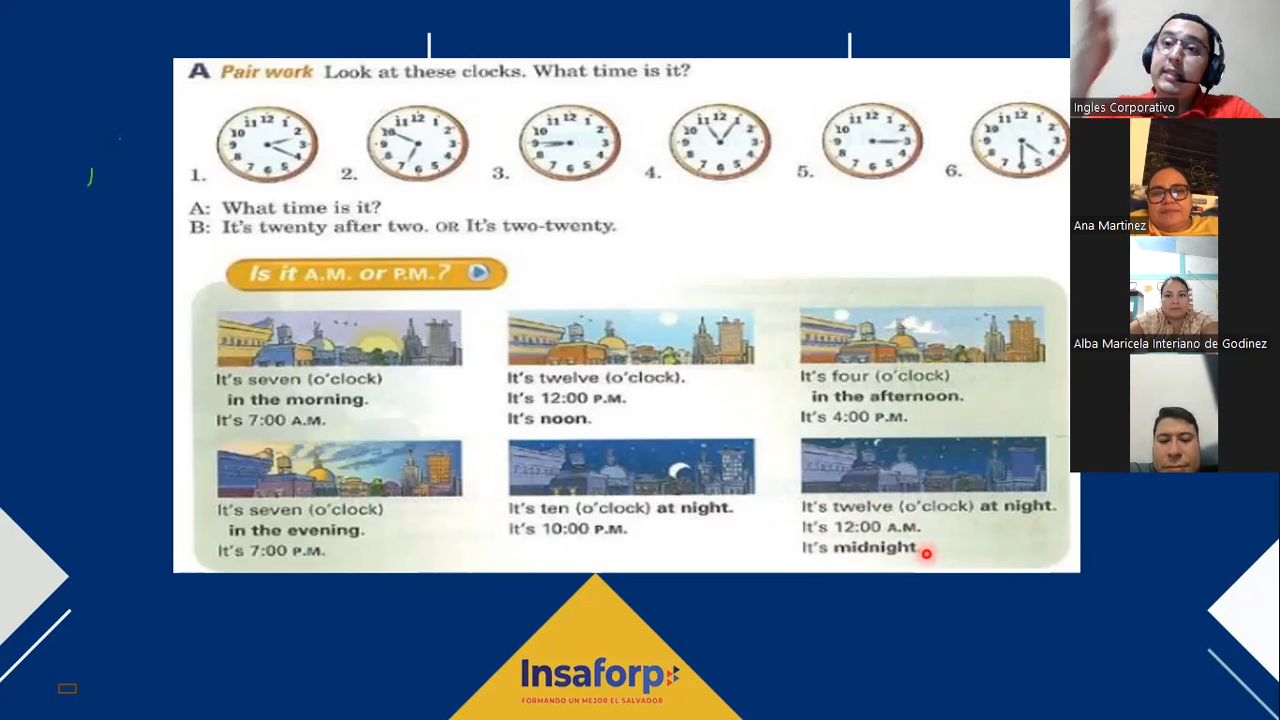 A Pair work Look at these clocks. What time is it?
1.
2.
3.
4.
5.
6.
A: What time is it?
B: It's twenty after two. OR It's two-twenty.
Is it A.M. or P.M.?
It's seven (o'clock)
in the morning.
It's 7:00 A.M.
It's twelve (o'clock).
It's 12:00 P.M.
It's noon.
It's four (o'clock)
in the afternoon.
It's 4:00 P.M.
It's seven (o'clock)
in the evening.
It's 7:00 P.M.
It's ten (o'clock) at night.
It's 10:00 P.M.
It's twelve (o'clock) at night.
It's 12:00 A.M.
It's midnight
Insaforp
FORMANDO UN MEJOR EL SALVADOR
Ingles Corporativo
Ana Martinez
Alba Maricela Interiano de Godinez